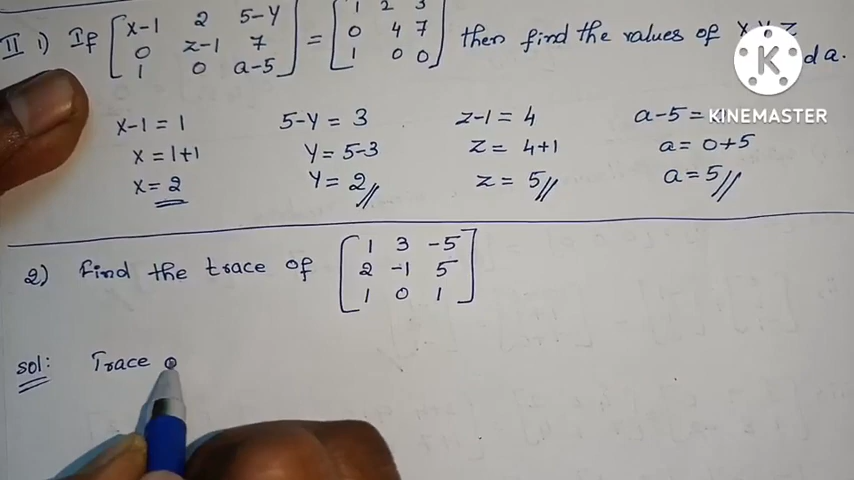 II 1) If [x-1 2 5-Y = [1 2 3
0 z-1 7 0 4 7 then find the values of x, y, z
1 0 a-5] 1 0 0] d a.
KINEMASTER
x-1 = 1 5-Y = 3 z-1 = 4 a-5 =
x = 1+1 Y = 5-3 z = 4+1 a = 0+5
x = 2 Y = 2 z = 5 a = 5
2) Find the trace of [1 3 -5
2 -1 5
1 0 1]
Sol: Trace